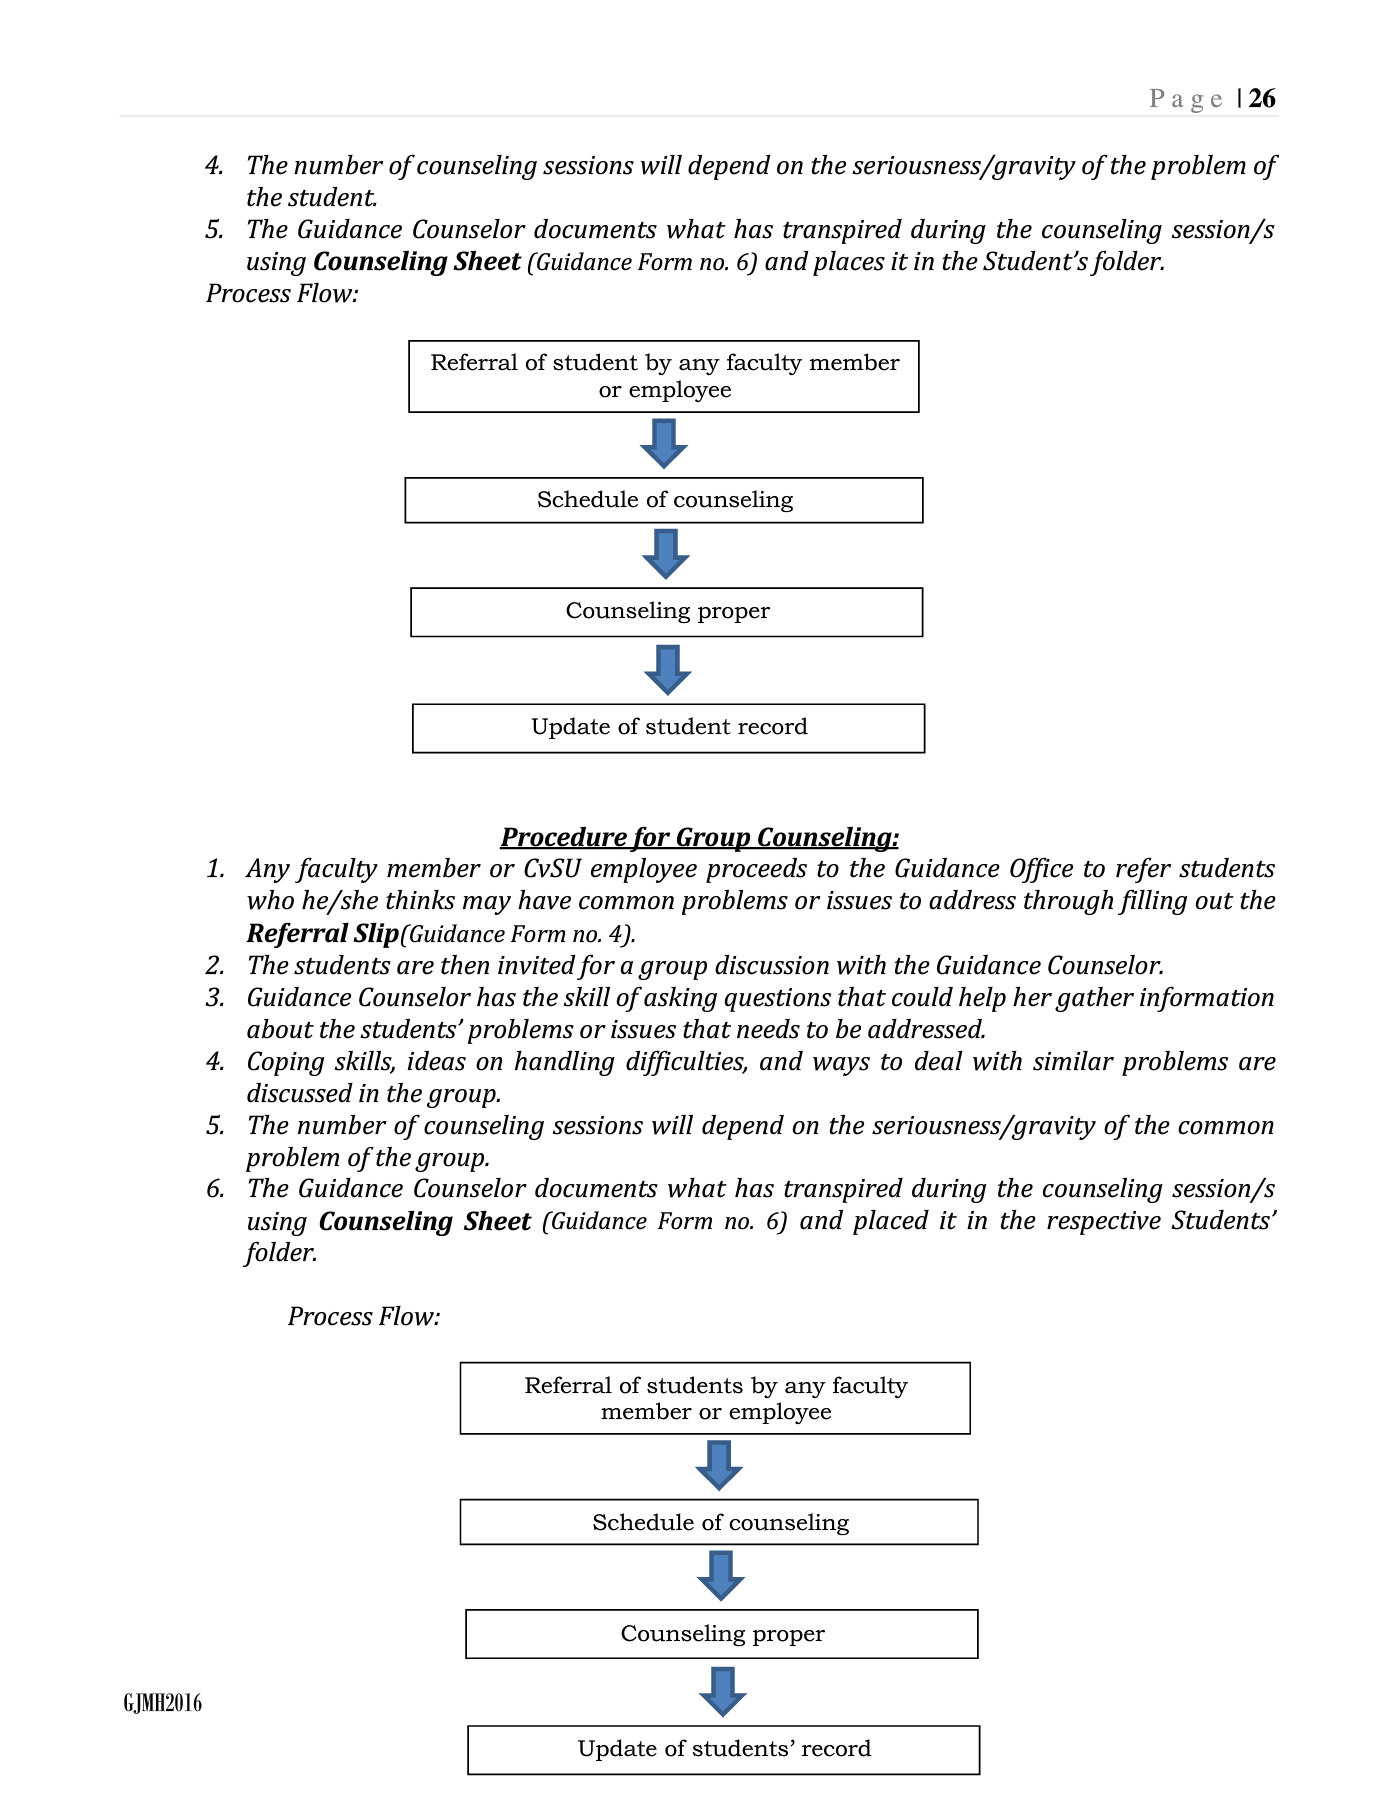 Page | 26
4. The number of counseling sessions will depend on the seriousness/gravity of the problem of
the student.
5. The Guidance Counselor documents what has transpired during the counseling session/s
using Counseling Sheet (Guidance Form no. 6) and places it in the Student’s folder.
Process Flow:
Referral of student by any faculty member
or employee
Schedule of counseling
Counseling proper
Update of student record
Procedure for Group Counseling:
1. Any faculty member or CvSU employee proceeds to the Guidance Office to refer students
who he/she thinks may have common problems or issues to address through filling out the
Referral Slip(Guidance Form no. 4).
2. The students are then invited for a group discussion with the Guidance Counselor.
3. Guidance Counselor has the skill of asking questions that could help her gather information
about the students’ problems or issues that needs to be addressed.
4. Coping skills, ideas on handling difficulties, and ways to deal with similar problems are
discussed in the group.
5. The number of counseling sessions will depend on the seriousness/gravity of the common
problem of the group.
6. The Guidance Counselor documents what has transpired during the counseling session/s
using Counseling Sheet (Guidance Form no. 6) and placed it in the respective Students’
folder.
Process Flow:
Referral of students by any faculty
member or employee
Schedule of counseling
Counseling proper
GJMH2016
Update of students’ record